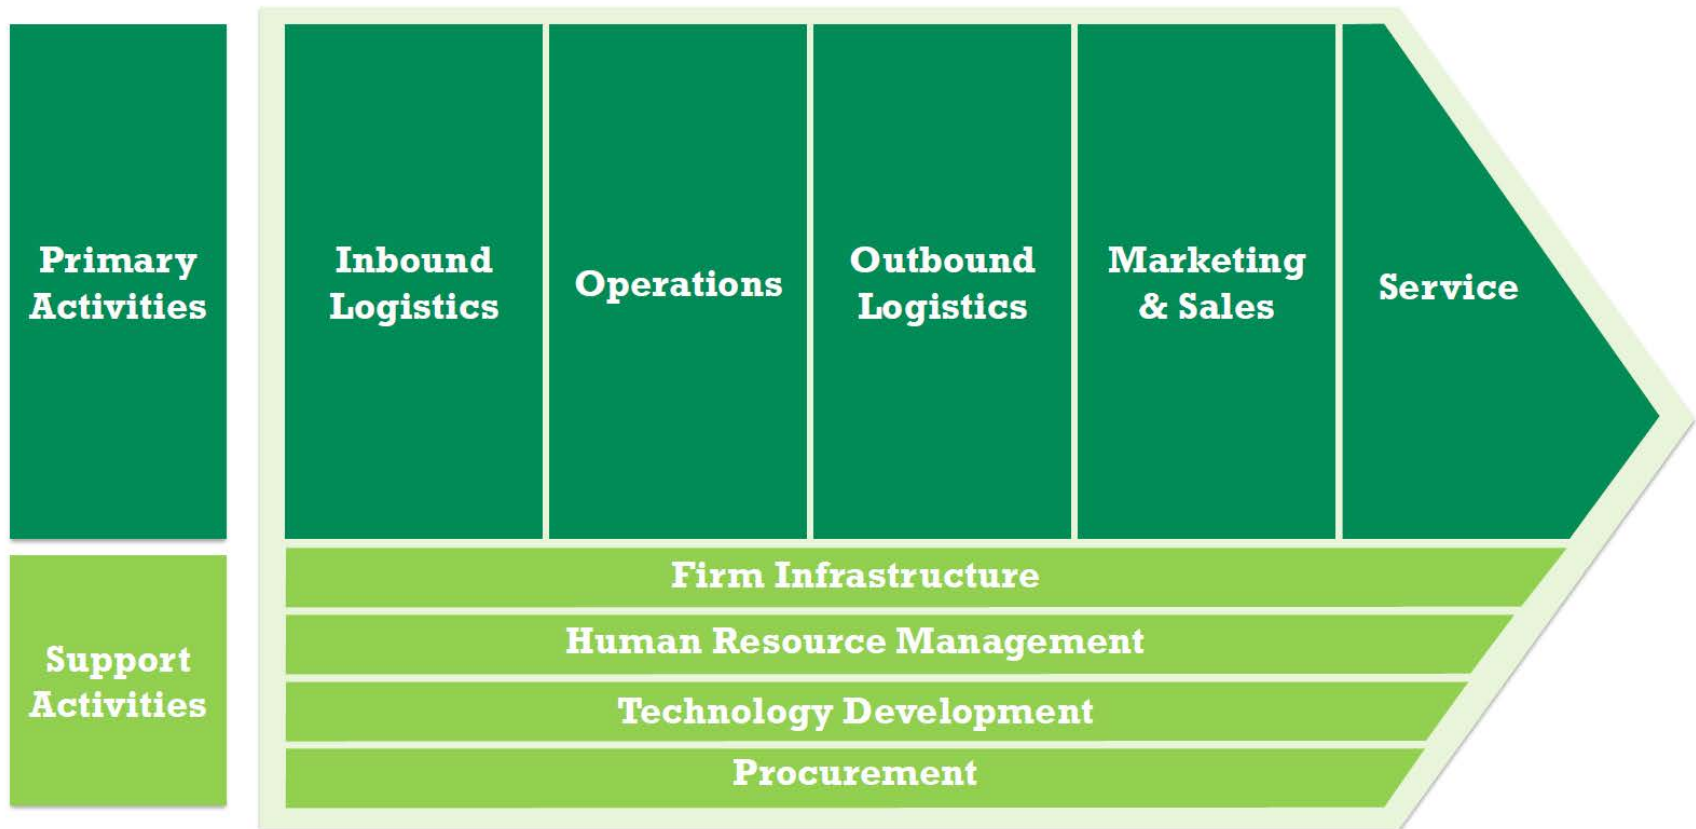 Primary
Activities
Inbound
Logistics
Operations
Outbound
Logistics
Marketing
& Sales
Service
Support
Activities
Firm Infrastructure
Human Resource Management
Technology Development
Procurement